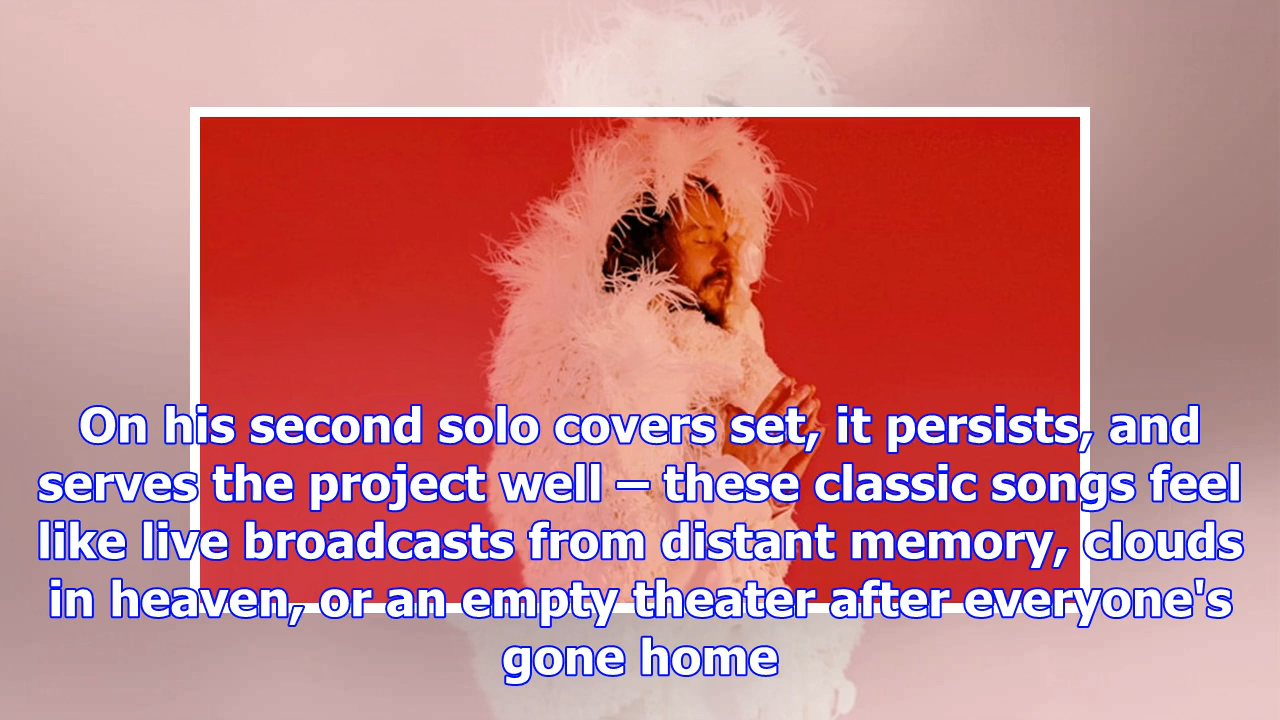 On his second solo covers set, it persists, and
serves the project well – these classic songs feel
like live broadcasts from distant memory, clouds
in heaven, or an empty theater after everyone's
gone home